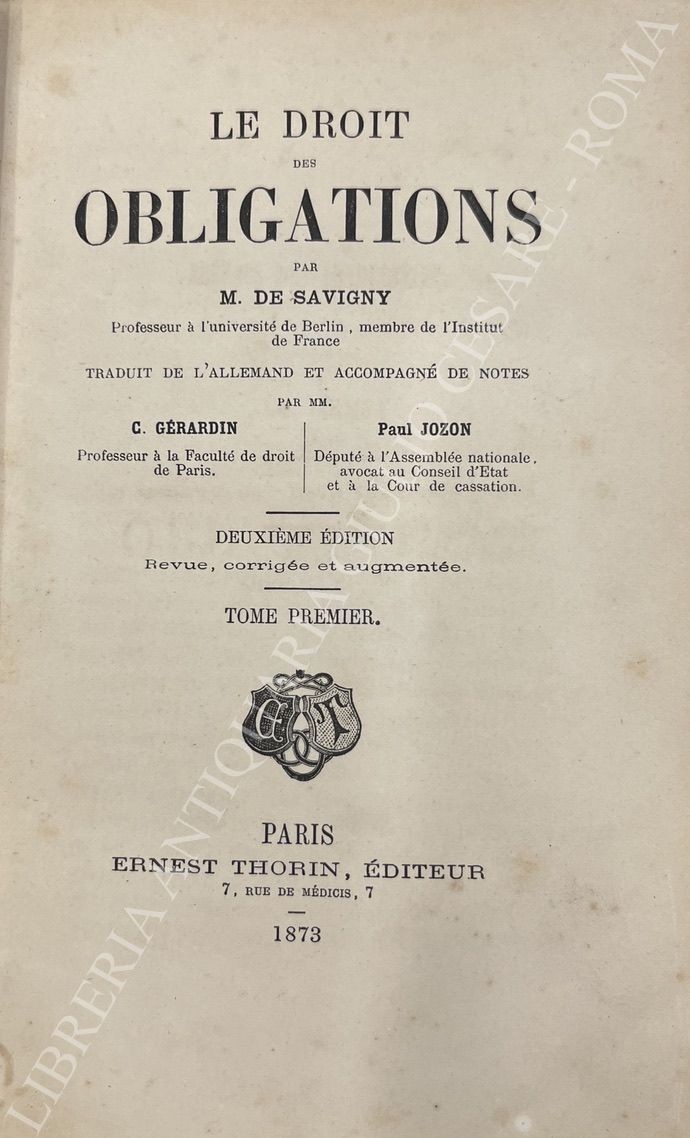 LE DROIT
DES
OBLIGATIONS
PAR
M. DE SAVIGNY
Professeur à l'université de Berlin, membre de l'Institut
de France
TRADUIT DE L'ALLEMAND ET ACCOMPAGNÉ DE NOTES
PAR MM.
C. GÉRARDIN
Professeur à la Faculté de droit
de Paris.
Paul JOZON
Député à l'Assemblée nationale,
avocat au Conseil d'Etat
et à la Cour de cassation.
DEUXIÈME ÉDITION
Revue, corrigée et augmentée.
TOME PREMIER.
E T
PARIS
ERNEST THORIN, ÉDITEUR
7, RUE DE MÉDICIS, 7
1873
LIBRERIA ANTIQUARIA GIULIO CESARE - ROMA